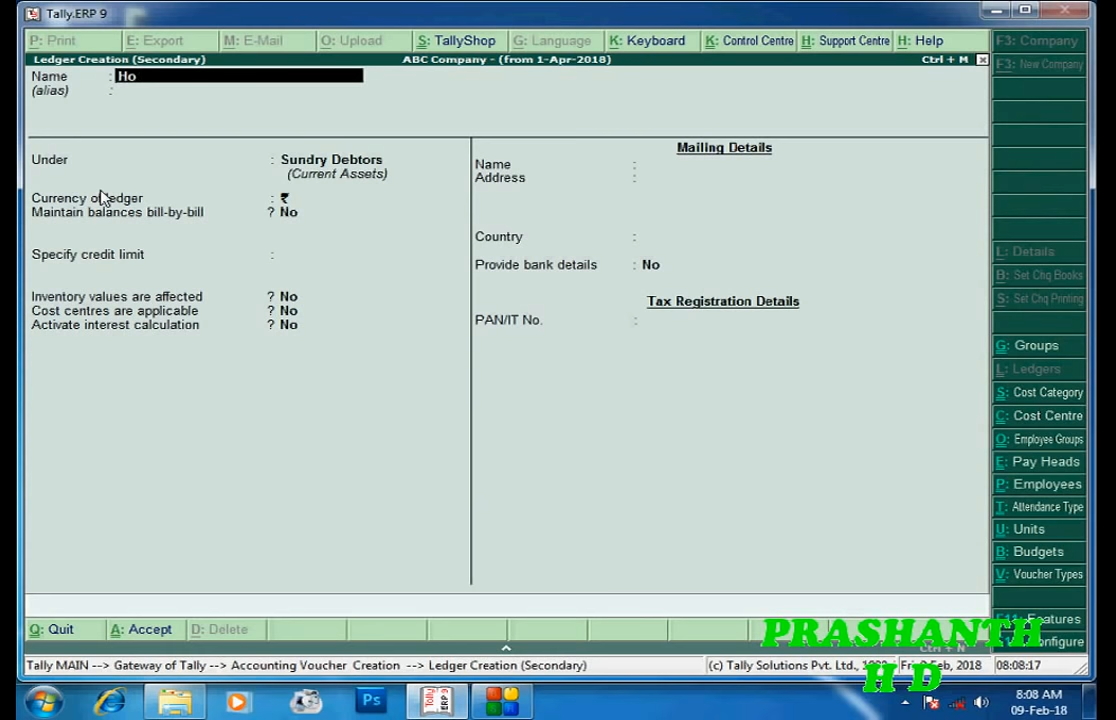 Tally.ERP 9
P: Print E: Export M: E-Mail O: Upload S: TallyShop G: Language K: Keyboard K: Control Centre H: Support Centre H: Help F3: Company
Ledger Creation (Secondary) ABC Company - (from 1-Apr-2018) Ctrl + M
F3: New Company
Name : Ho
(alias) :
Under : Sundry Debtors
(Current Assets)
Currency of ledger : ₹
Maintain balances bill-by-bill ? No
Specify credit limit :
Inventory values are affected ? No
Cost centres are applicable ? No
Activate interest calculation ? No
Mailing Details
Name :
Address :
Country :
Provide bank details : No
Tax Registration Details
PAN/IT No. :
L: Details
B: Set Chq Books
S: Set Chq Printing
G: Groups
L: Ledgers
S: Cost Category
C: Cost Centre
O: Employee Groups
E: Pay Heads
P: Employees
T: Attendance Type
U: Units
B: Budgets
V: Voucher Types
F11: Features
Configure
Q: Quit A: Accept D: Delete
PRASHANTH
H D
Ctrl + N
Tally MAIN --> Gateway of Tally --> Accounting Voucher Creation --> Ledger Creation (Secondary) (c) Tally Solutions Pvt. Ltd., Feb, 2018 08:08:17
Ps
Tally
8:08 AM
09-Feb-18